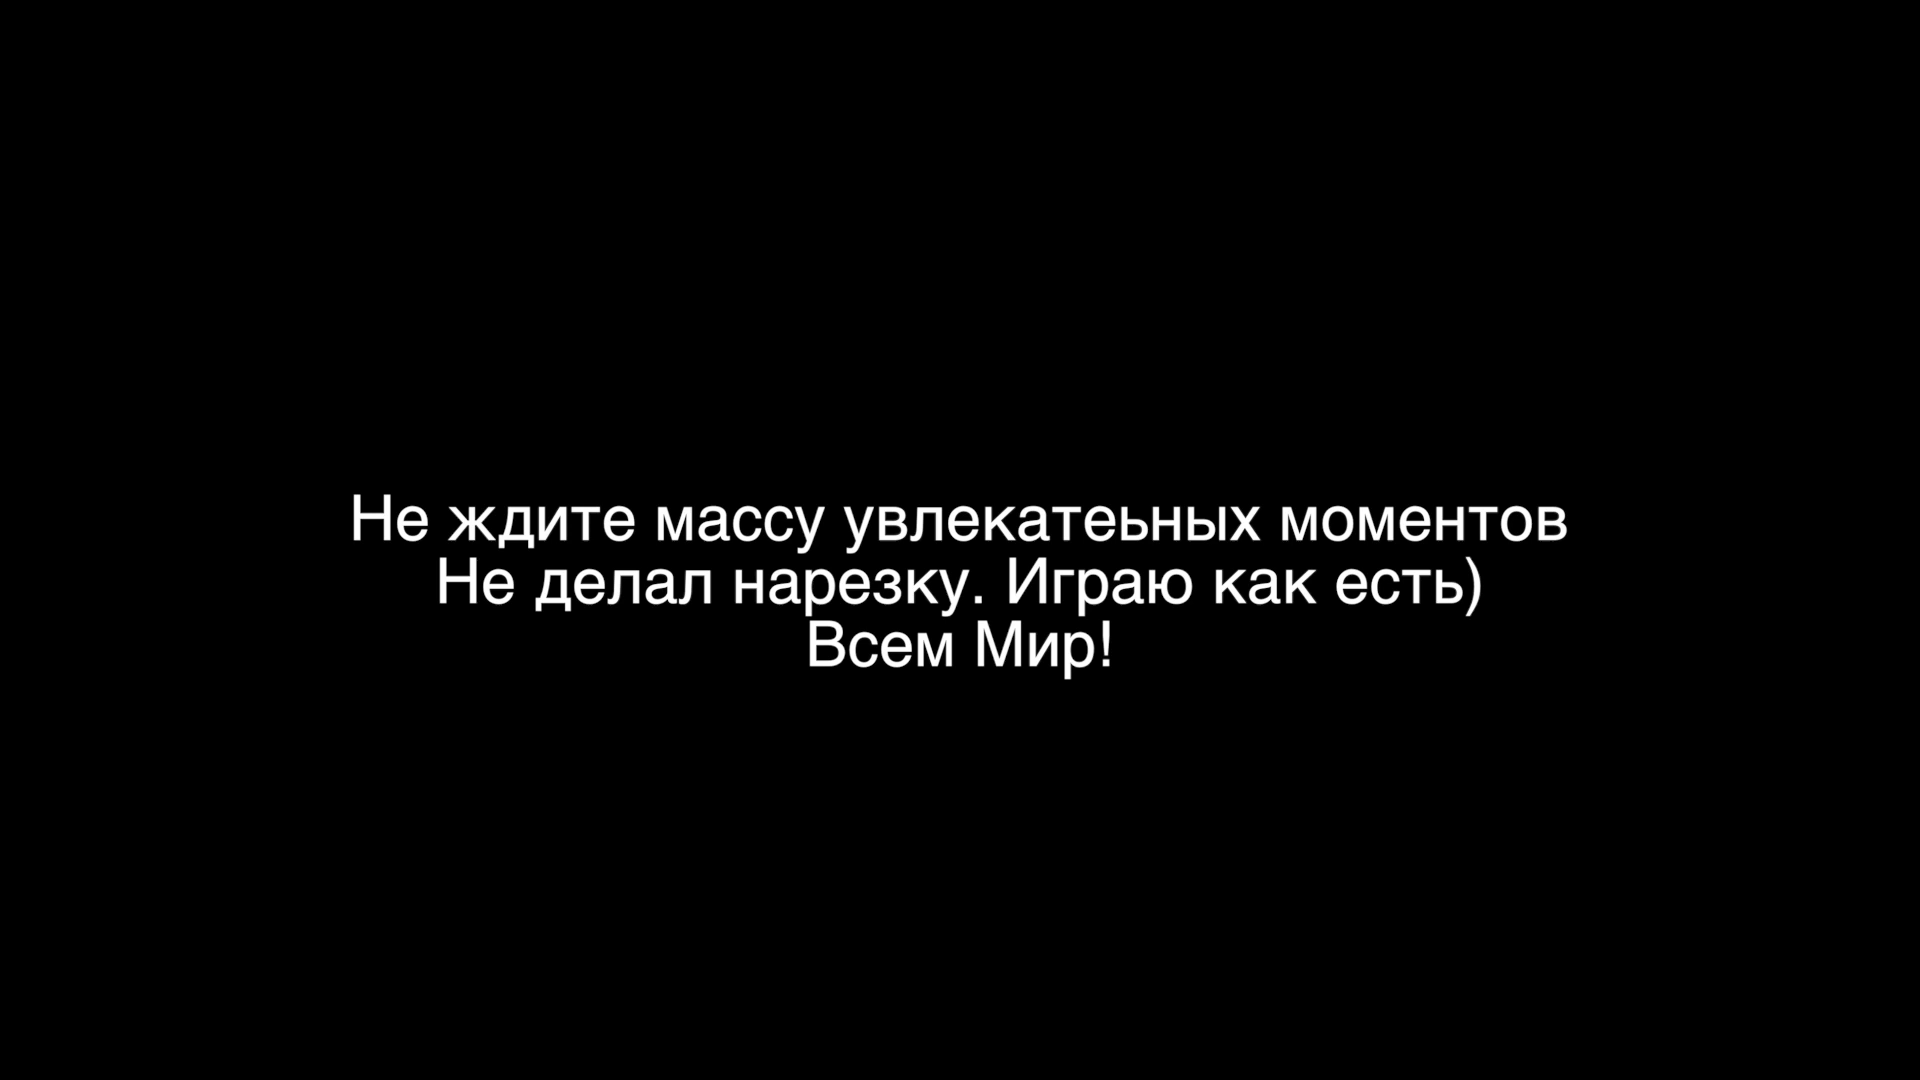 Не ждите массу увлекатеьных моментов
Не делал нарезку. Играю как есть)
Всем Мир!